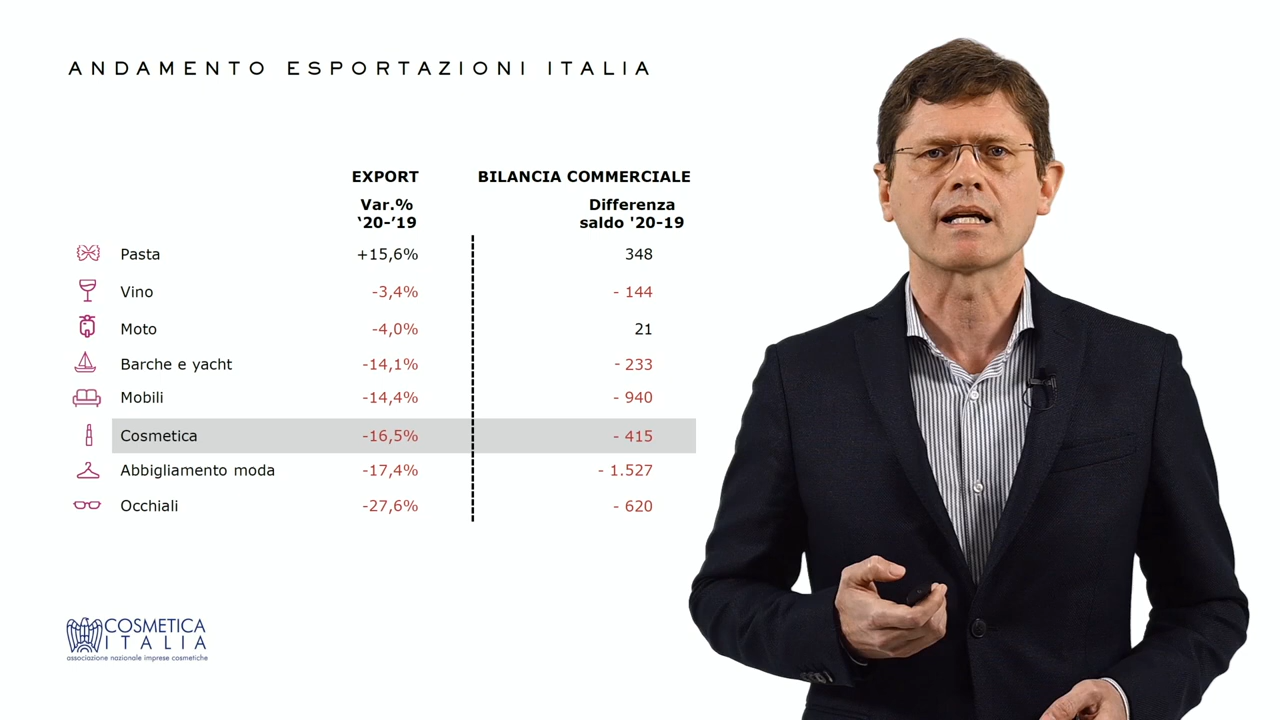 ANDAMENTO ESPORTAZIONI ITALIA
EXPORT BILANCIA COMMERCIALE
Var.% Differenza
‘20-’19 saldo '20-19
Pasta +15,6% 348
Vino -3,4% - 144
Moto -4,0% 21
Barche e yacht -14,1% - 233
Mobili -14,4% - 940
Cosmetica -16,5% - 415
Abbigliamento moda -17,4% - 1.527
Occhiali -27,6% - 620
COSMETICA
ITALIA
associazione nazionale imprese cosmetiche